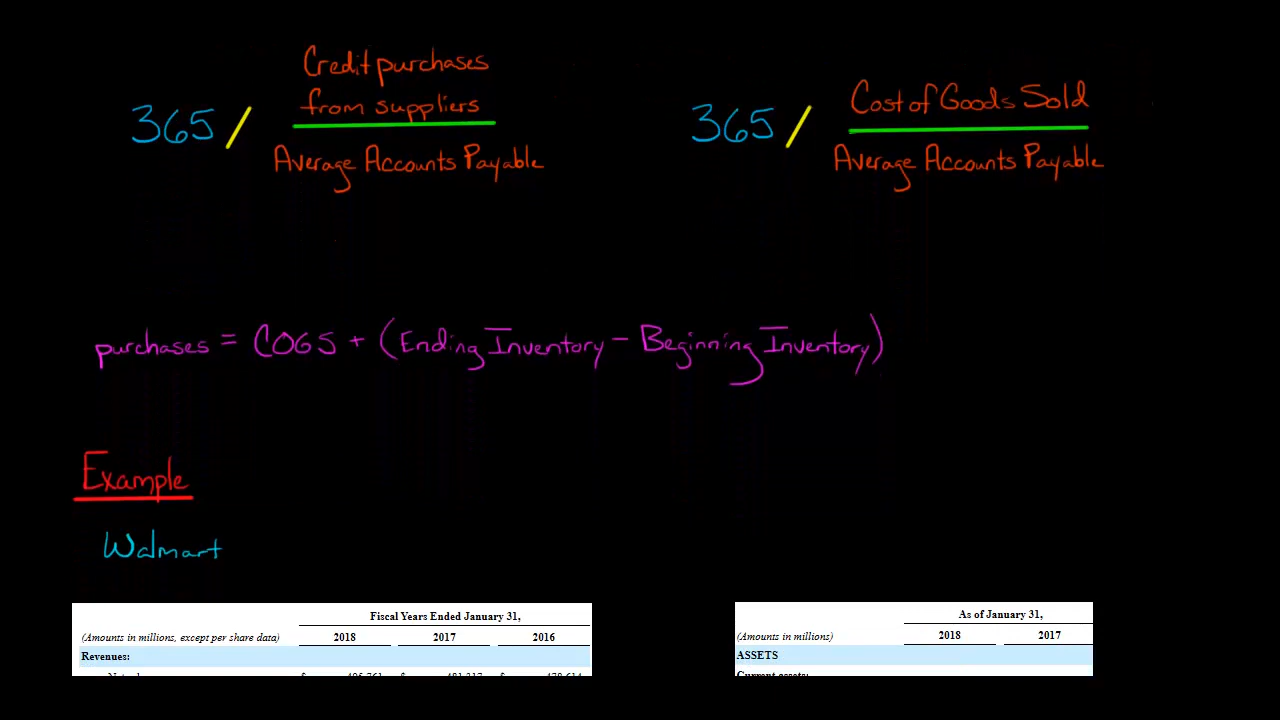 365 / Credit purchases
from suppliers
Average Accounts Payable
365 / Cost of Goods Sold
Average Accounts Payable
purchases = COGS + (Ending Inventory - Beginning Inventory)
Example
Walmart
Fiscal Years Ended January 31,
(Amounts in millions, except per share data) 2018 2017 2016
Revenues:
As of January 31,
(Amounts in millions) 2018 2017
ASSETS
Current assets: